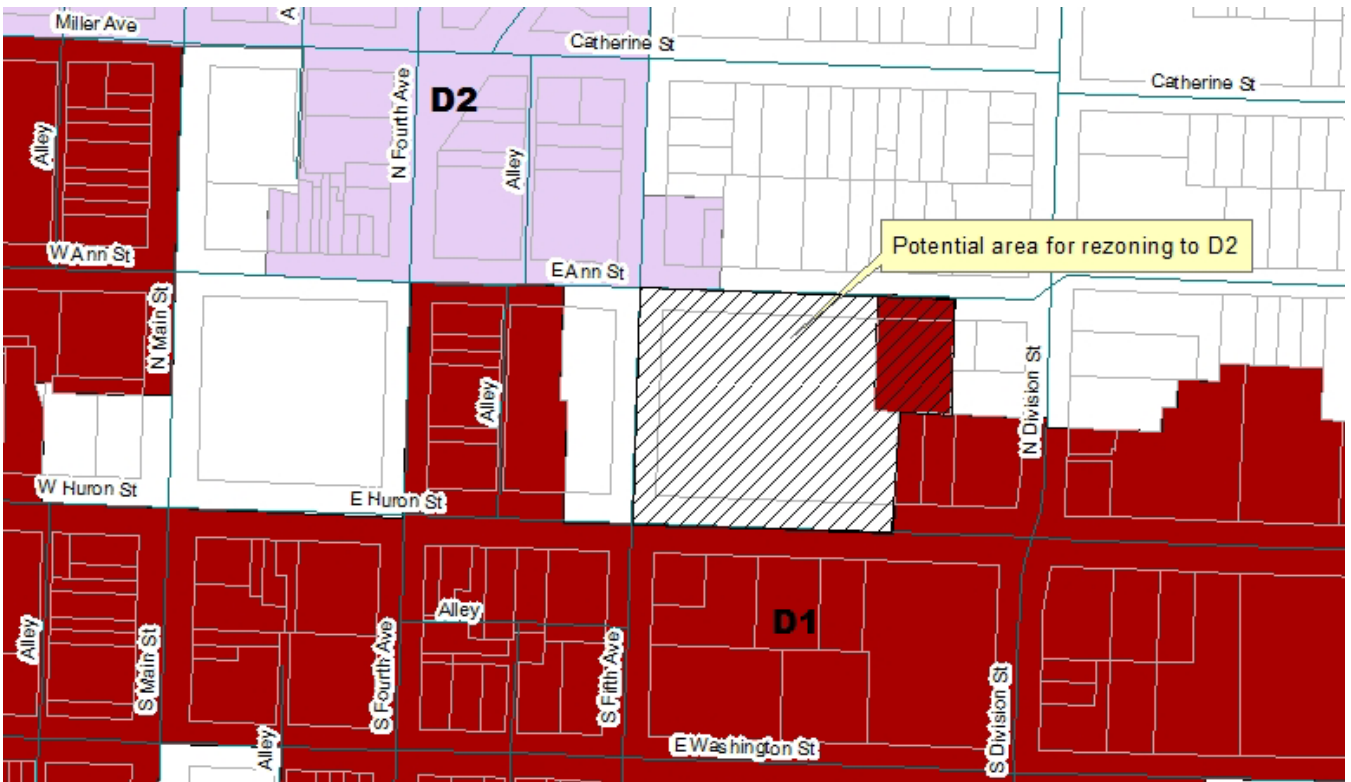 Miller Ave
A
Catherine St
Catherine St
D2
Alley
N Fourth Ave
Alley
W Ann St
E Ann St
Potential area for rezoning to D2
N Main St
Alley
N Division St
W Huron St
E Huron St
Alley
S Main St
Alley
S Fourth Ave
Alley
S Fifth Ave
D1
S Division St
E Washington St